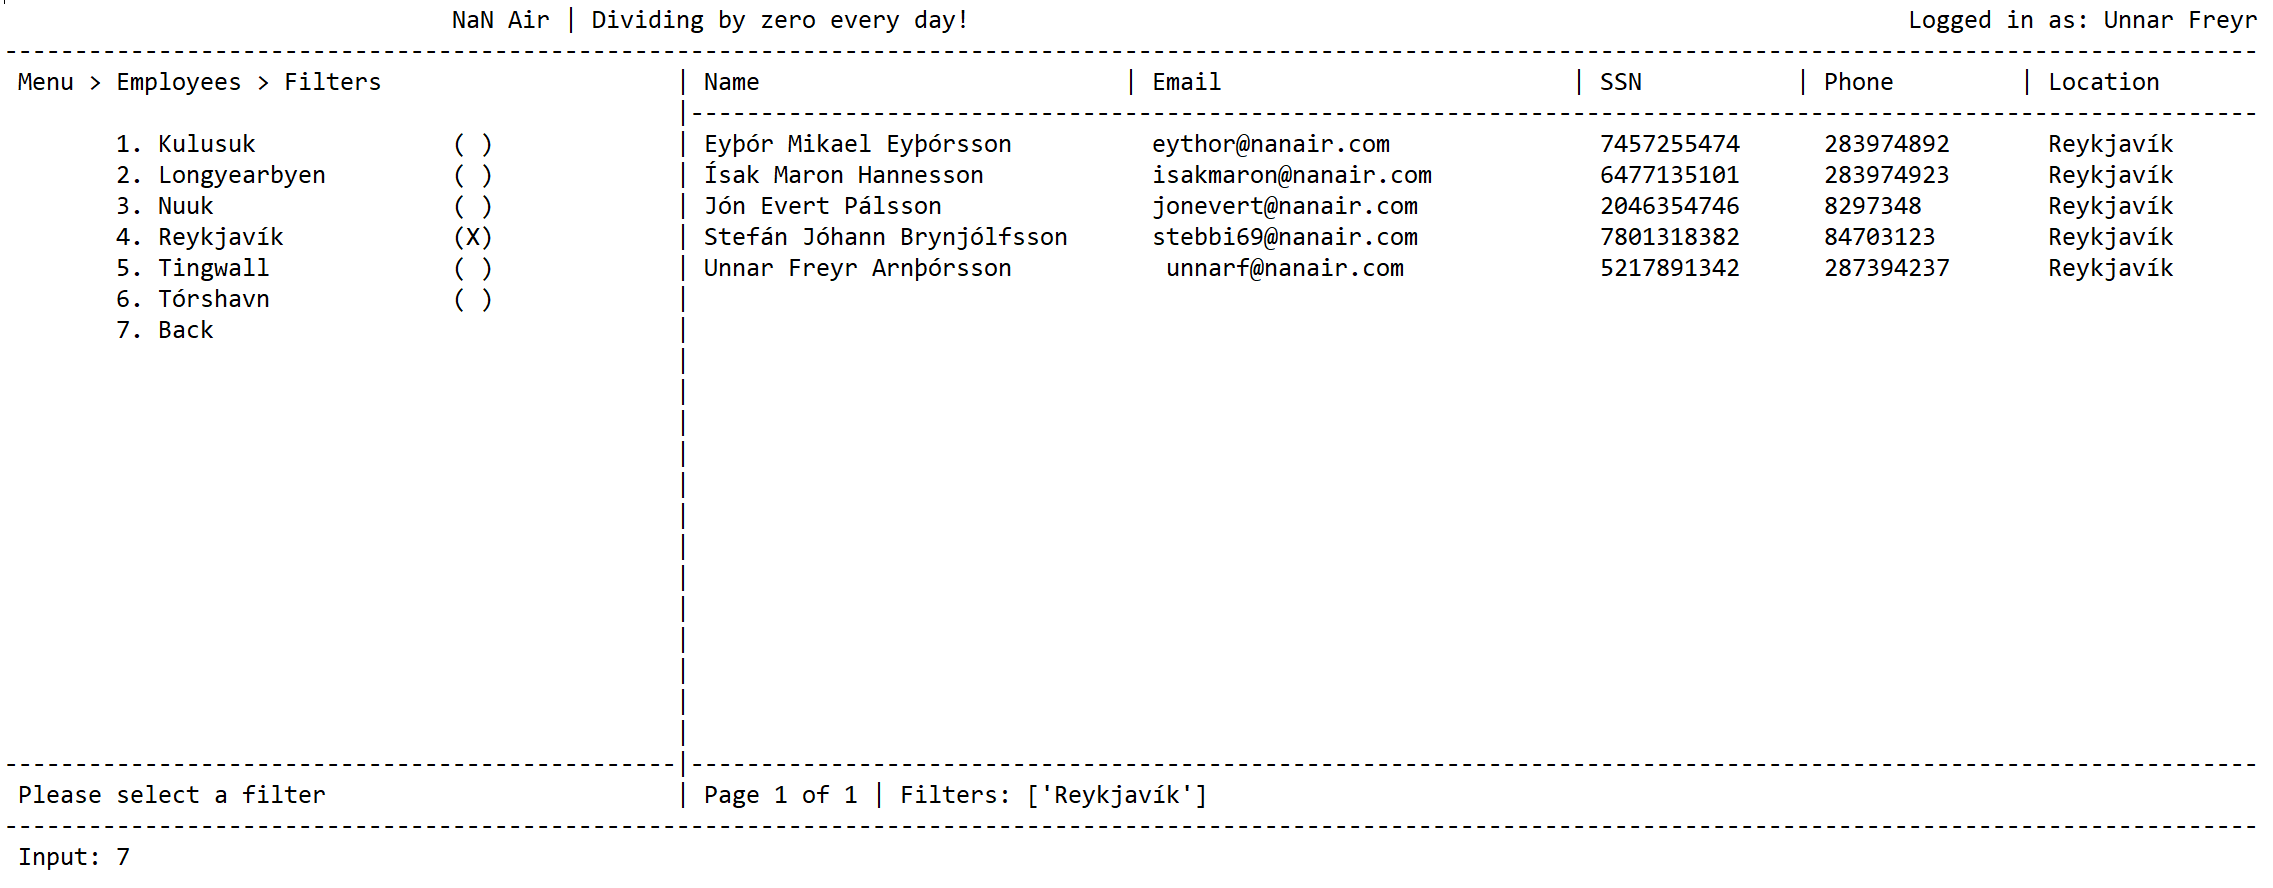 NaN Air | Dividing by zero every day! Logged in as: Unnar Freyr
Menu > Employees > Filters | Name | Email | SSN | Phone | Location
1. Kulusuk ( ) | Eyþór Mikael Eyþórsson eythor@nanair.com 7457255474 283974892 Reykjavík
2. Longyearbyen ( ) | Ísak Maron Hannesson isakmaron@nanair.com 6477135101 283974923 Reykjavík
3. Nuuk ( ) | Jón Evert Pálsson jonevert@nanair.com 2046354746 8297348 Reykjavík
4. Reykjavík (X) | Stefán Jóhann Brynjólfsson stebbi69@nanair.com 7801318382 84703123 Reykjavík
5. Tingwall ( ) | Unnar Freyr Arnþórsson unnarf@nanair.com 5217891342 287394237 Reykjavík
6. Tórshavn ( ) |
7. Back |
Please select a filter | Page 1 of 1 | Filters: ['Reykjavík']
Input: 7